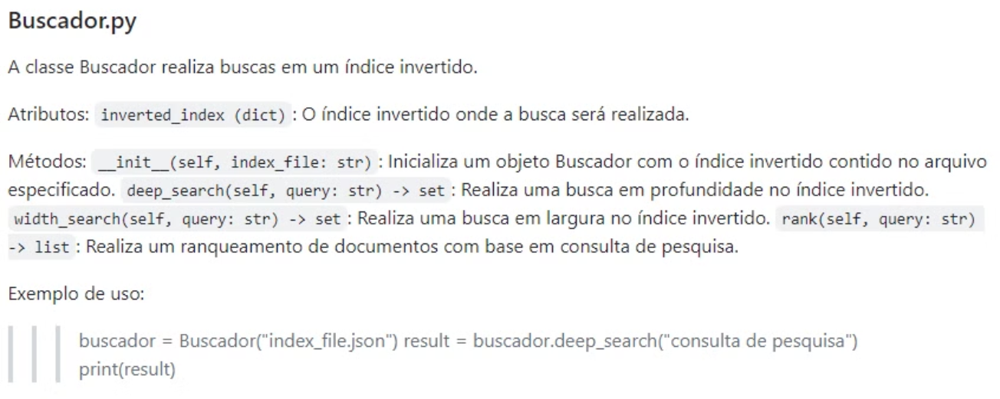 Buscador.py
A classe Buscador realiza buscas em um índice invertido.
Atributos: inverted_index (dict) : O índice invertido onde a busca será realizada.
Métodos: __init__(self, index_file: str) : Inicializa um objeto Buscador com o índice invertido contido no arquivo
especificado. deep_search(self, query: str) -> set : Realiza uma busca em profundidade no índice invertido.
width_search(self, query: str) -> set : Realiza uma busca em largura no índice invertido. rank(self, query: str)
-> list : Realiza um ranqueamento de documentos com base em consulta de pesquisa.
Exemplo de uso:
buscador = Buscador("index_file.json") result = buscador.deep_search("consulta de pesquisa")
print(result)